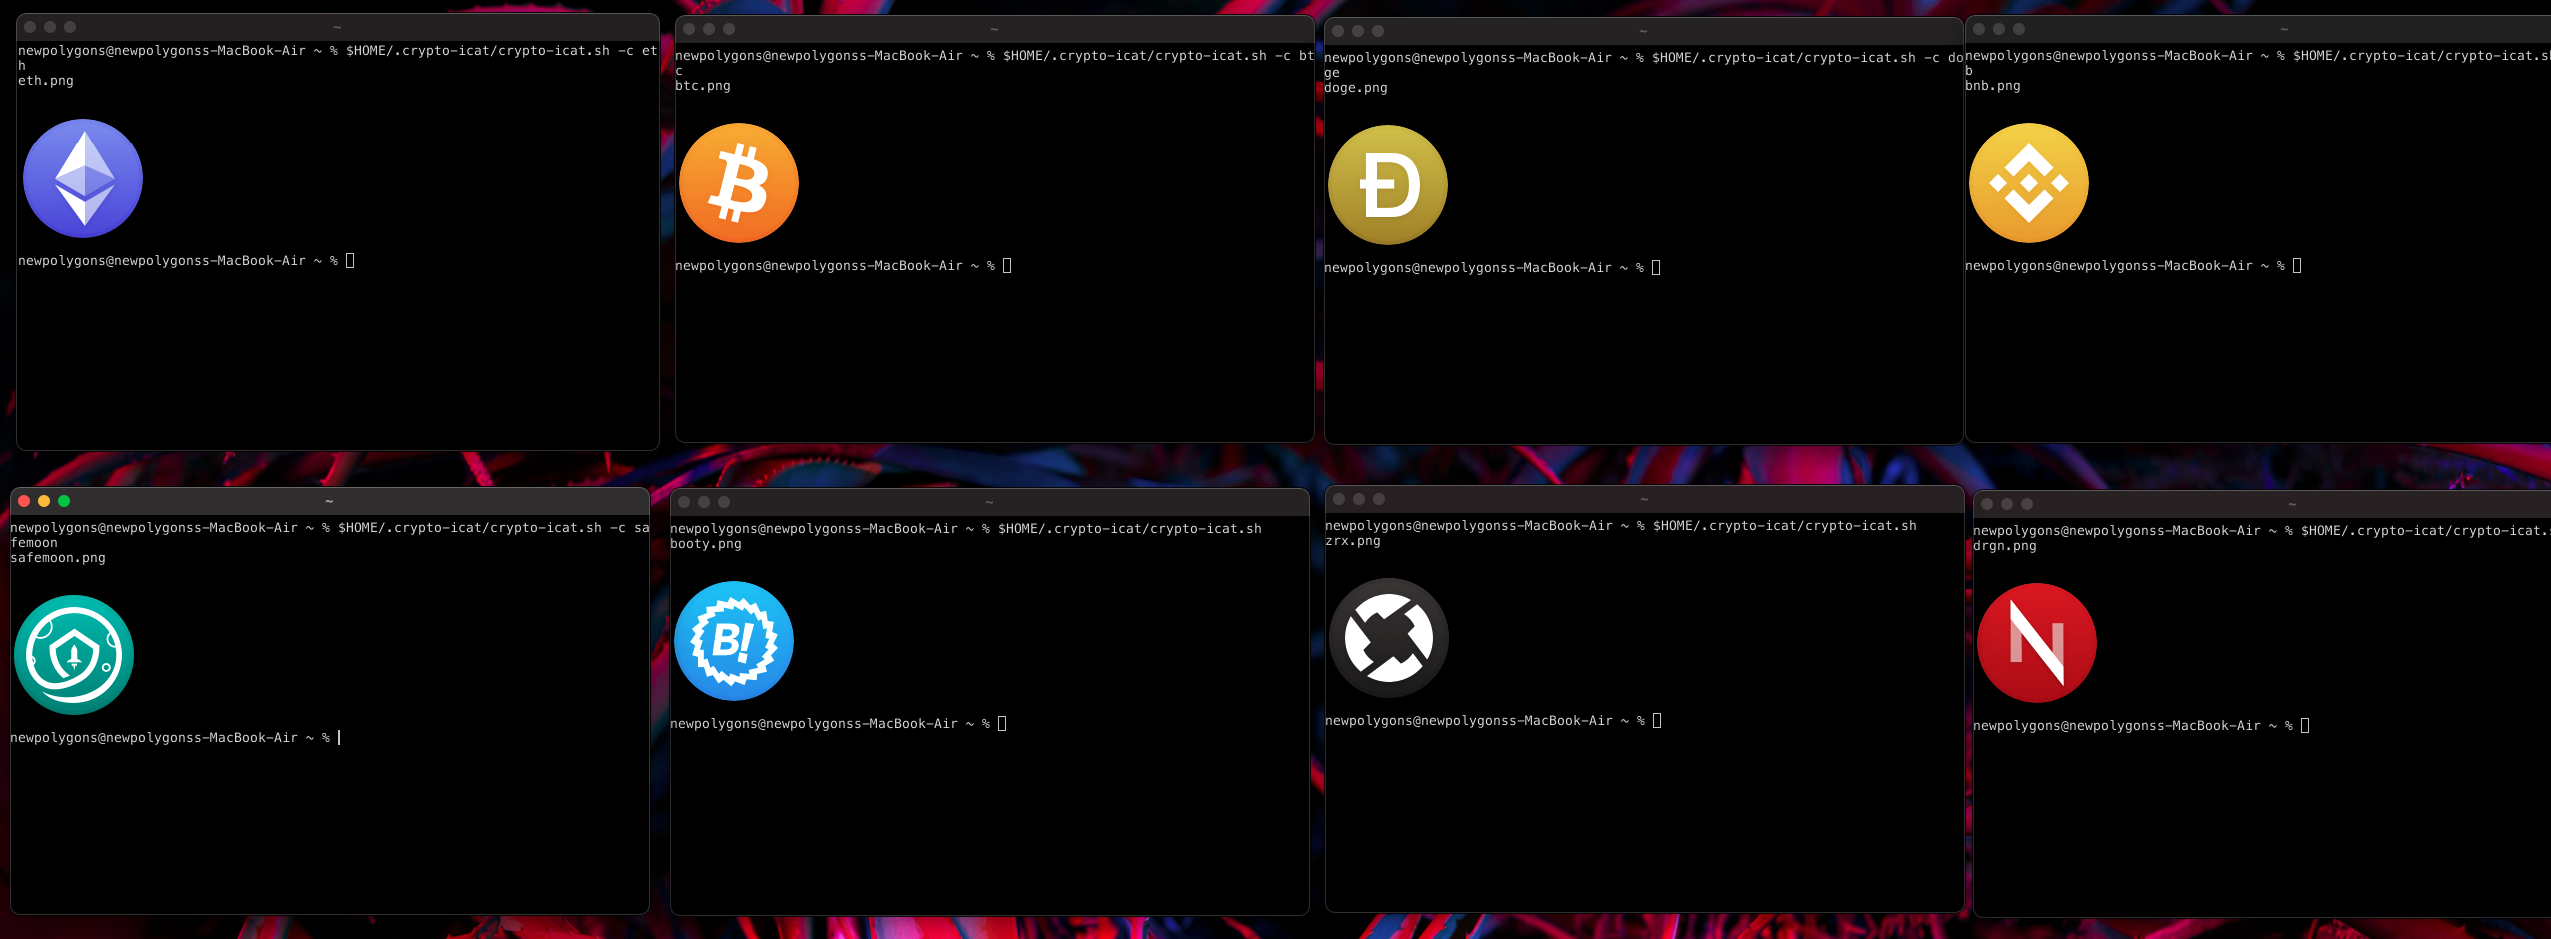 ~
newpolygons@newpolygonss-MacBook-Air ~ % $HOME/.crypto-icat/crypto-icat.sh -c et
h
eth.png
newpolygons@newpolygonss-MacBook-Air ~ %
~
newpolygons@newpolygonss-MacBook-Air ~ % $HOME/.crypto-icat/crypto-icat.sh -c bt
c
btc.png
newpolygons@newpolygonss-MacBook-Air ~ %
~
newpolygons@newpolygonss-MacBook-Air ~ % $HOME/.crypto-icat/crypto-icat.sh -c do
ge
doge.png
Đ
newpolygons@newpolygonss-MacBook-Air ~ %
~
newpolygons@newpolygonss-MacBook-Air ~ % $HOME/.crypto-icat/crypto-icat.s
b
bnb.png
newpolygons@newpolygonss-MacBook-Air ~ %
~
newpolygons@newpolygonss-MacBook-Air ~ % $HOME/.crypto-icat/crypto-icat.sh -c sa
femoon
safemoon.png
newpolygons@newpolygonss-MacBook-Air ~ %
~
newpolygons@newpolygonss-MacBook-Air ~ % $HOME/.crypto-icat/crypto-icat.sh
booty.png
B!
newpolygons@newpolygonss-MacBook-Air ~ %
~
newpolygons@newpolygonss-MacBook-Air ~ % $HOME/.crypto-icat/crypto-icat.sh
zrx.png
newpolygons@newpolygonss-MacBook-Air ~ %
~
newpolygons@newpolygonss-MacBook-Air ~ % $HOME/.crypto-icat/crypto-icat.s
drgn.png
N
newpolygons@newpolygonss-MacBook-Air ~ %